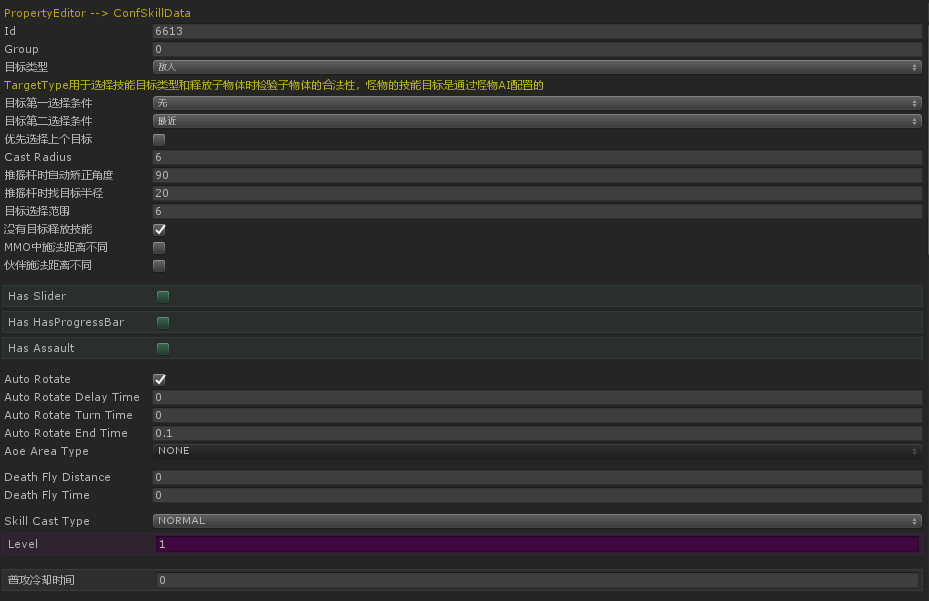 PropertyEditor --> ConfSkillData
Id 6613
Group 0
目标类型 敌人
TargetType用于选择技能目标类型和释放子物体时检验子物体的合法性，怪物的技能目标是通过怪物AI配置的
目标第一选择条件 无
目标第二选择条件 最近
优先选择上个目标
Cast Radius 6
推摇杆时自动矫正角度 90
推摇杆时找目标半径 20
目标选择范围 6
没有目标释放技能
MMO中施法距离不同
伙伴施法距离不同
Has Slider
Has HasProgressBar
Has Assault
Auto Rotate
Auto Rotate Delay Time 0
Auto Rotate Turn Time 0
Auto Rotate End Time 0.1
Aoe Area Type NONE
Death Fly Distance 0
Death Fly Time 0
Skill Cast Type NORMAL
Level 1
普攻冷却时间 0